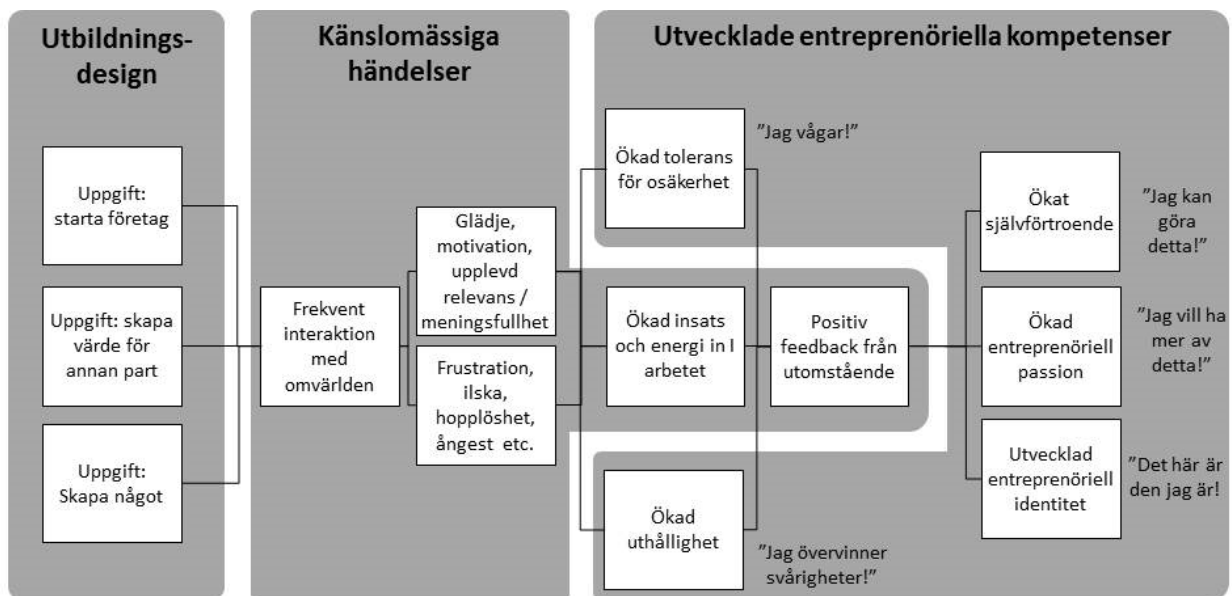 Utbildnings-
design
Känslomässiga
händelser
Utvecklade entreprenöriella kompetenser
Uppgift:
starta företag
Uppgift: skapa
värde för
annan part
Uppgift:
Skapa något
Frekvent
interaktion
med
omvärlden
Glädje,
motivation,
upplevd
relevans /
meningsfullhet
Frustration,
ilska,
hopplöshet,
ångest etc.
Ökad tolerans
för osäkerhet
”Jag vågar!”
Ökad insats
och energi in I
arbetet
Ökad
uthållighet
”Jag övervinner
svårigheter!”
Positiv
feedback från
utomstående
Ökat
självförtroende
”Jag kan
göra
detta!”
Ökad
entreprenöriell
passion
”Jag vill ha
mer av
detta!”
Utvecklad
entreprenöriell
identitet
”Det här är
den jag är!